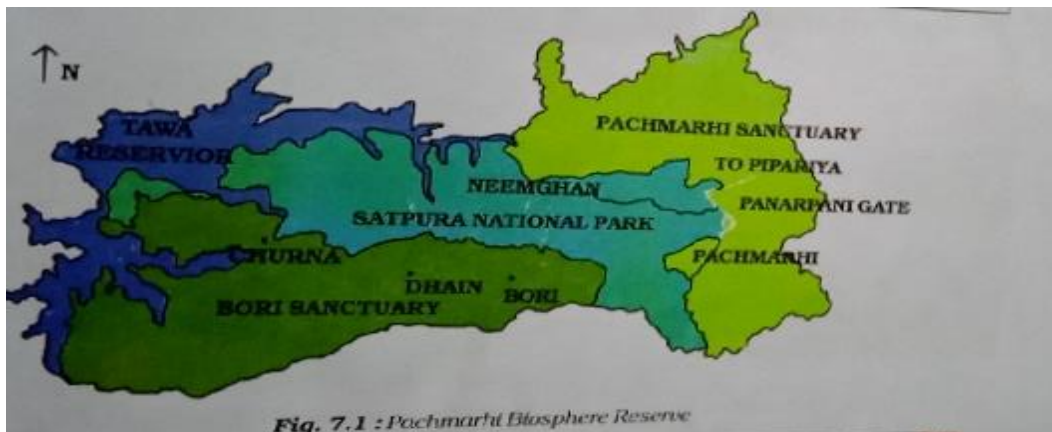 N
TAWA
RESERVIOR
PACHMARHI SANCTUARY
TO PIPARIYA
NEEMGHAN
PANARPANI GATE
SATPURA NATIONAL PARK
CHURNA
PACHMARHI
DHAIN
BORI
BORI SANCTUARY
Fig. 7.1 : Pachmarhi Biosphere Reserve